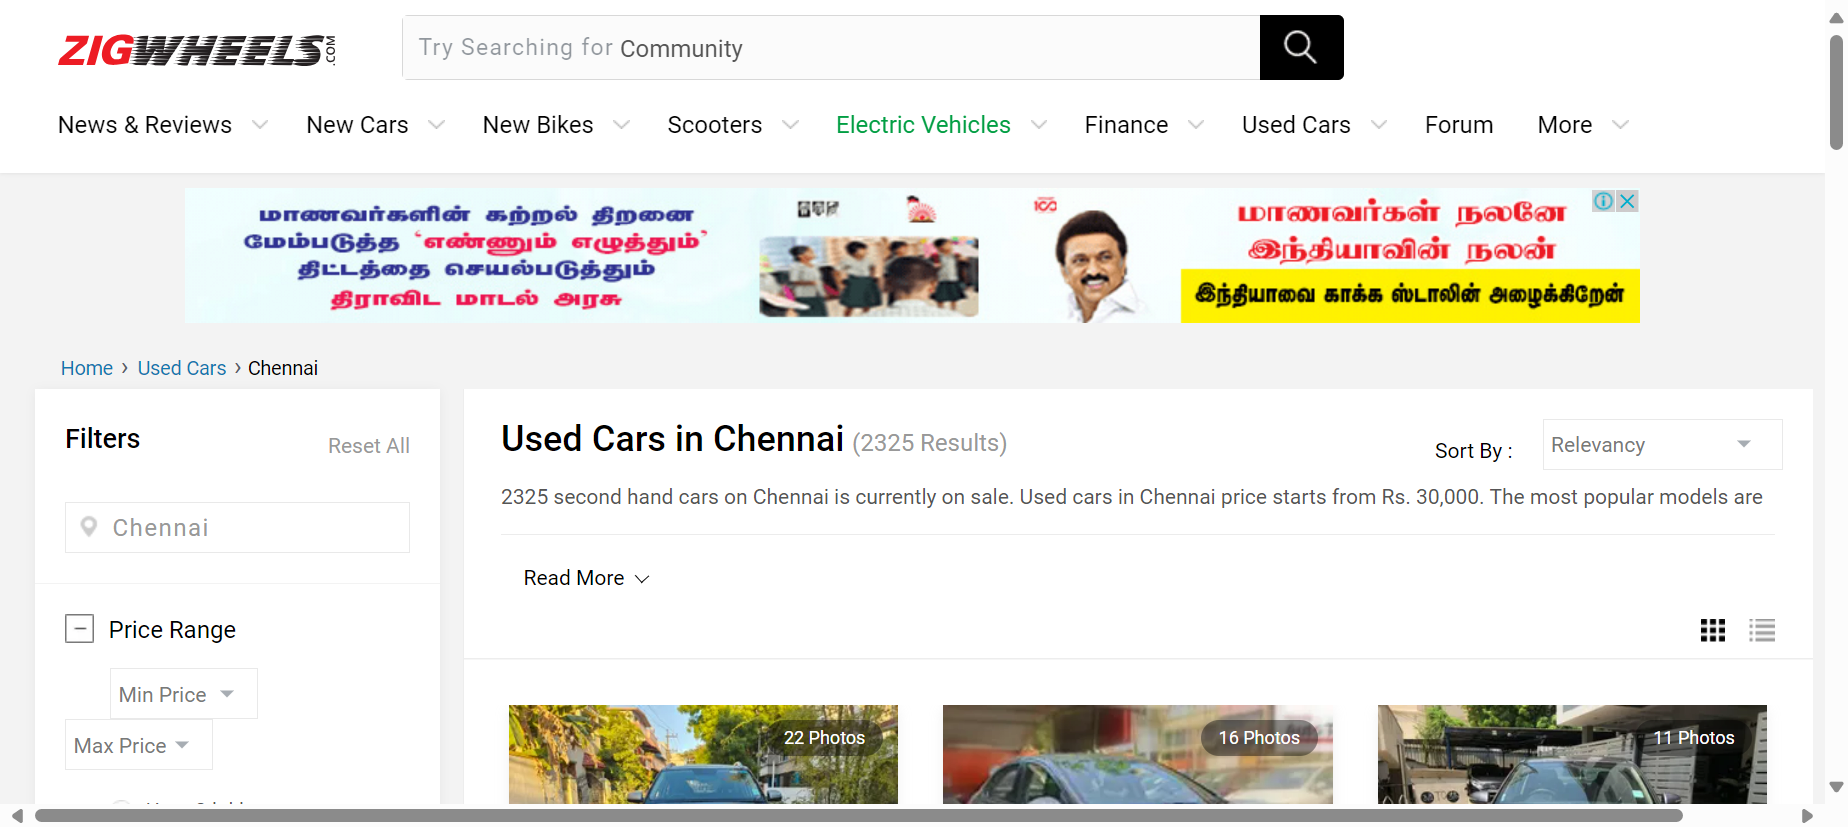 ZIGWHEELS.COM
Try Searching for Community
News & Reviews New Cars New Bikes Scooters Electric Vehicles Finance Used Cars Forum More
மாணவர்களின் கற்றல் திறனை
மேம்படுத்த 'எண்ணும் எழுத்தும்'
திட்டத்தை செயல்படுத்தும்
திராவிட மாடல் அரசு
100
மாணவர்கள் நலனே
இந்தியாவின் நலன்
இந்தியாவை காக்க ஸ்டாலின் அழைக்கிறேன்
Home › Used Cars › Chennai
Filters
Reset All
Chennai
Price Range
Min Price
Max Price
Used Cars in Chennai (2325 Results)
Sort By :
Relevancy
2325 second hand cars on Chennai is currently on sale. Used cars in Chennai price starts from Rs. 30,000. The most popular models are
Read More
22 Photos
16 Photos
11 Photos